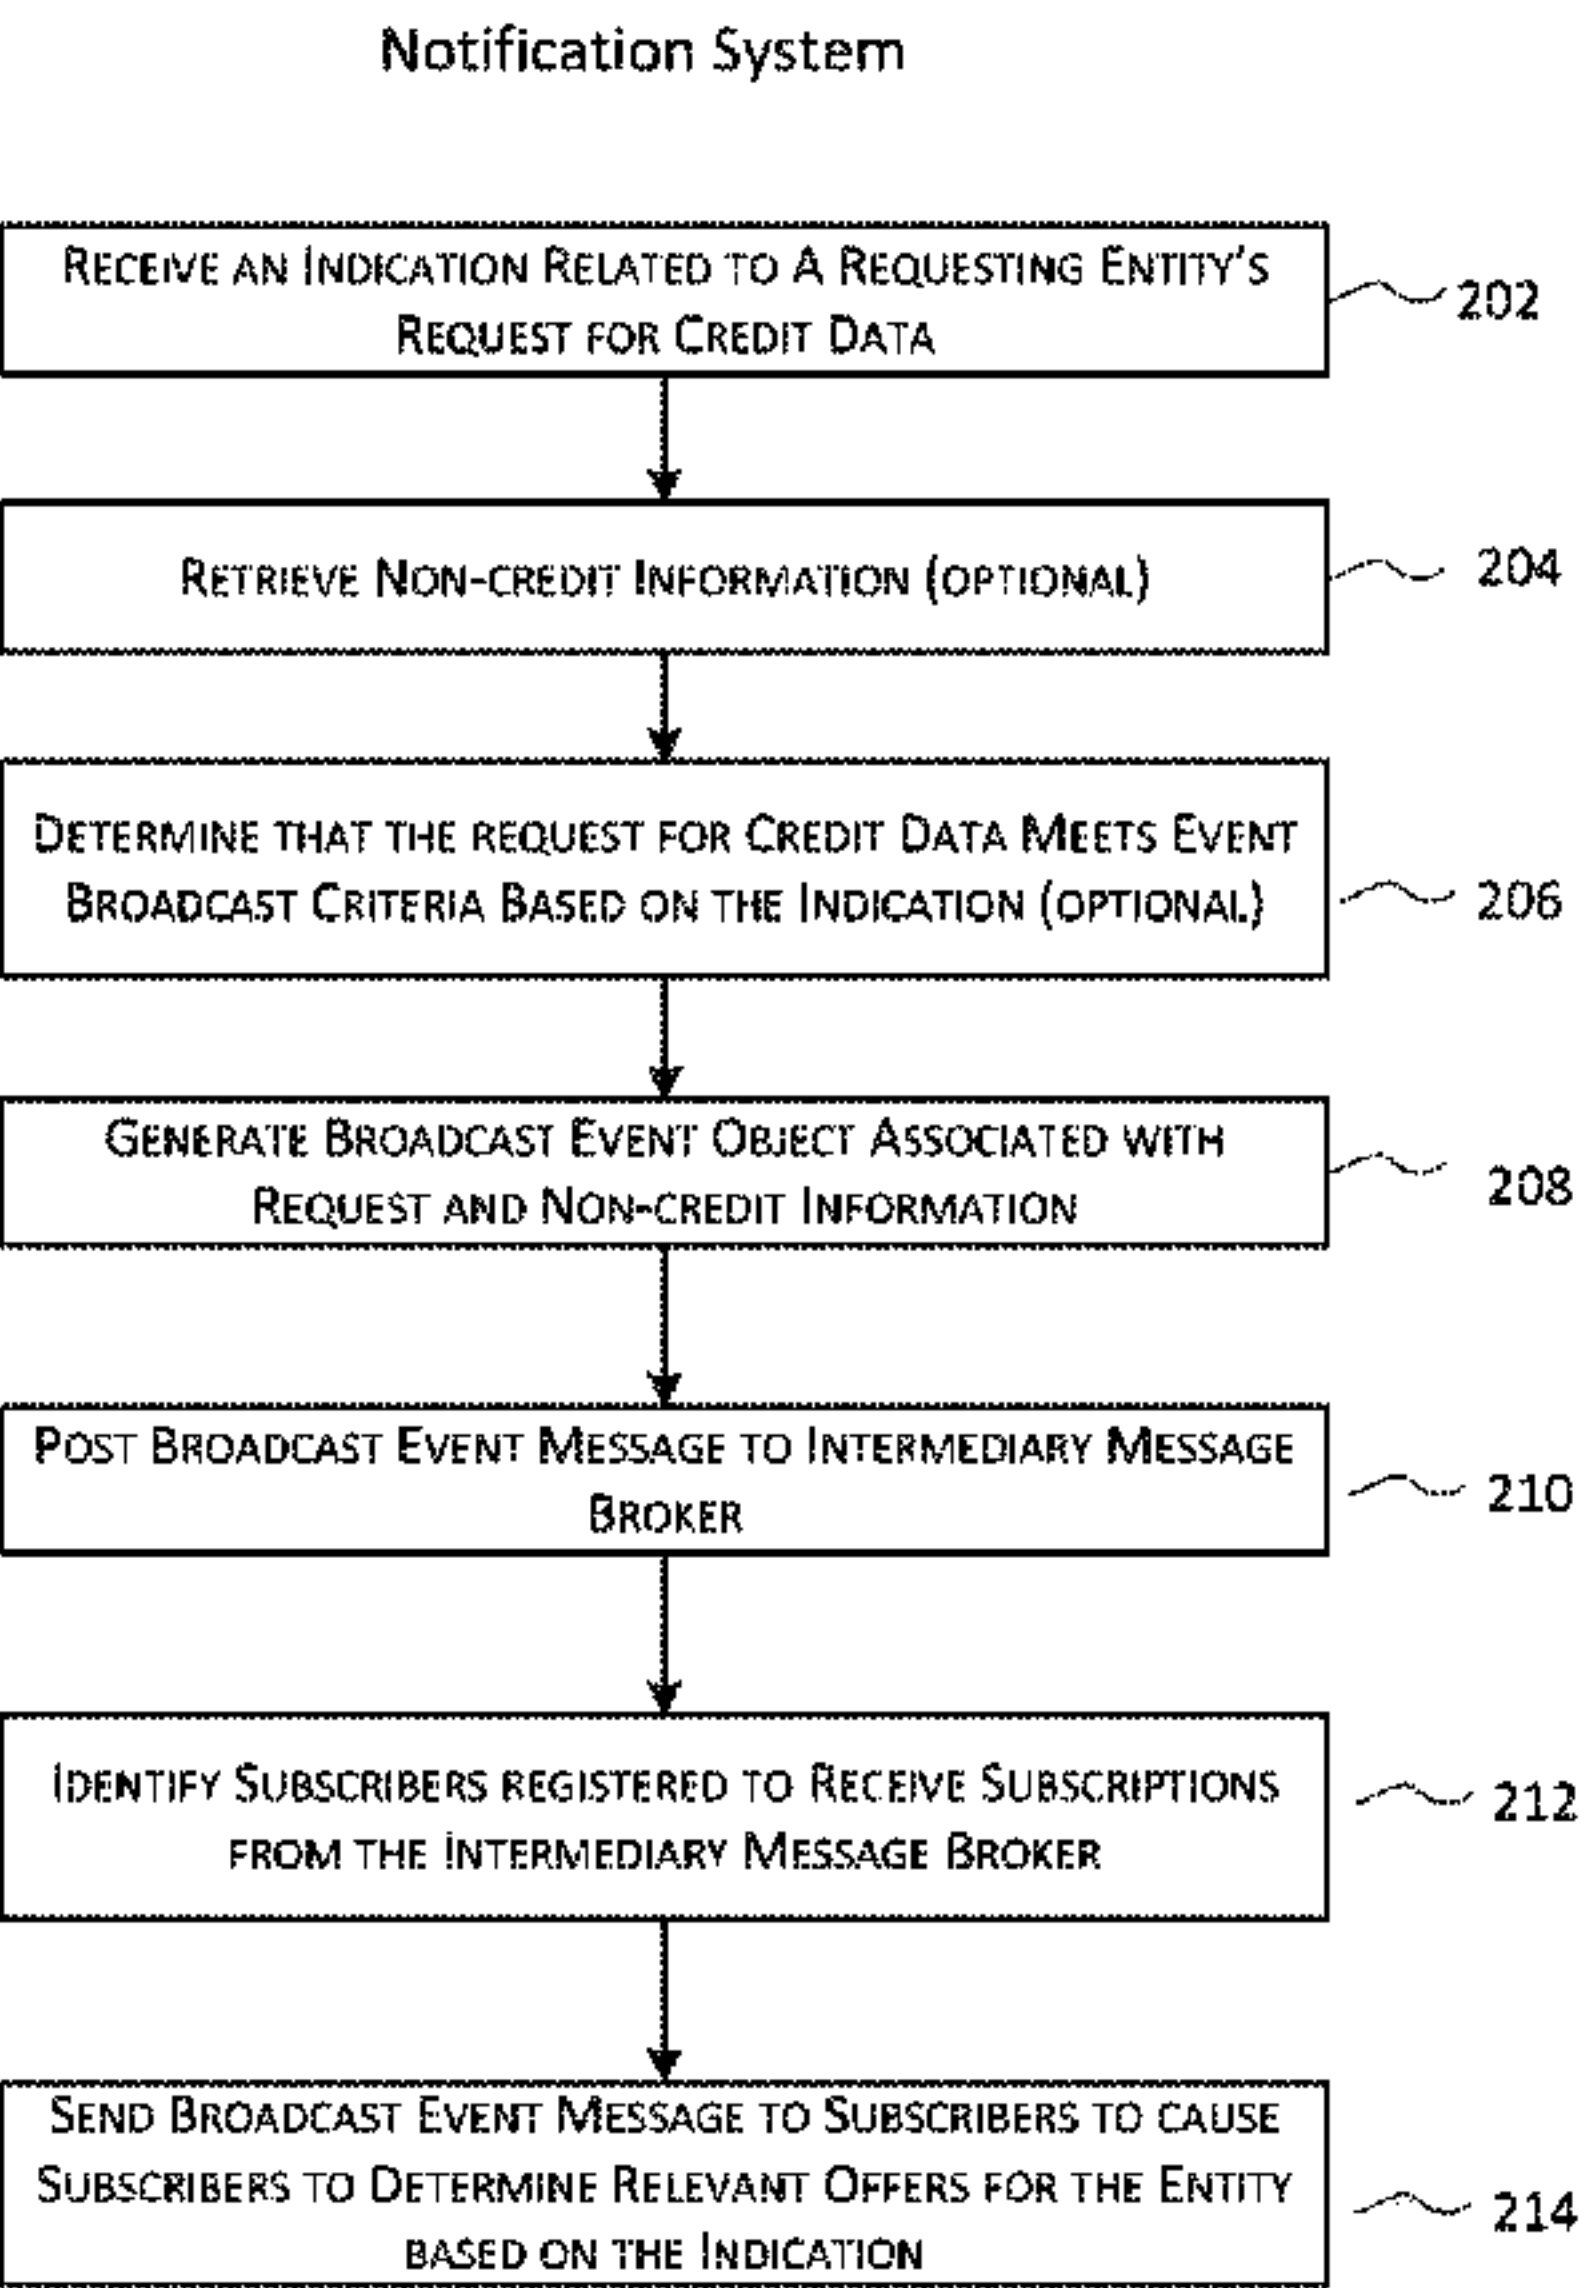 Notification System
RECEIVE AN INDICATION RELATED TO A REQUESTING ENTITY'S
REQUEST FOR CREDIT DATA
202
RETRIEVE NON-CREDIT INFORMATION (OPTIONAL)
204
DETERMINE THAT THE REQUEST FOR CREDIT DATA MEETS EVENT
BROADCAST CRITERIA BASED ON THE INDICATION (OPTIONAL)
206
GENERATE BROADCAST EVENT OBJECT ASSOCIATED WITH
REQUEST AND NON-CREDIT INFORMATION
208
POST BROADCAST EVENT MESSAGE TO INTERMEDIARY MESSAGE
BROKER
210
IDENTIFY SUBSCRIBERS REGISTERED TO RECEIVE SUBSCRIPTIONS
FROM THE INTERMEDIARY MESSAGE BROKER
212
SEND BROADCAST EVENT MESSAGE TO SUBSCRIBERS TO CAUSE
SUBSCRIBERS TO DETERMINE RELEVANT OFFERS FOR THE ENTITY
BASED ON THE INDICATION
214